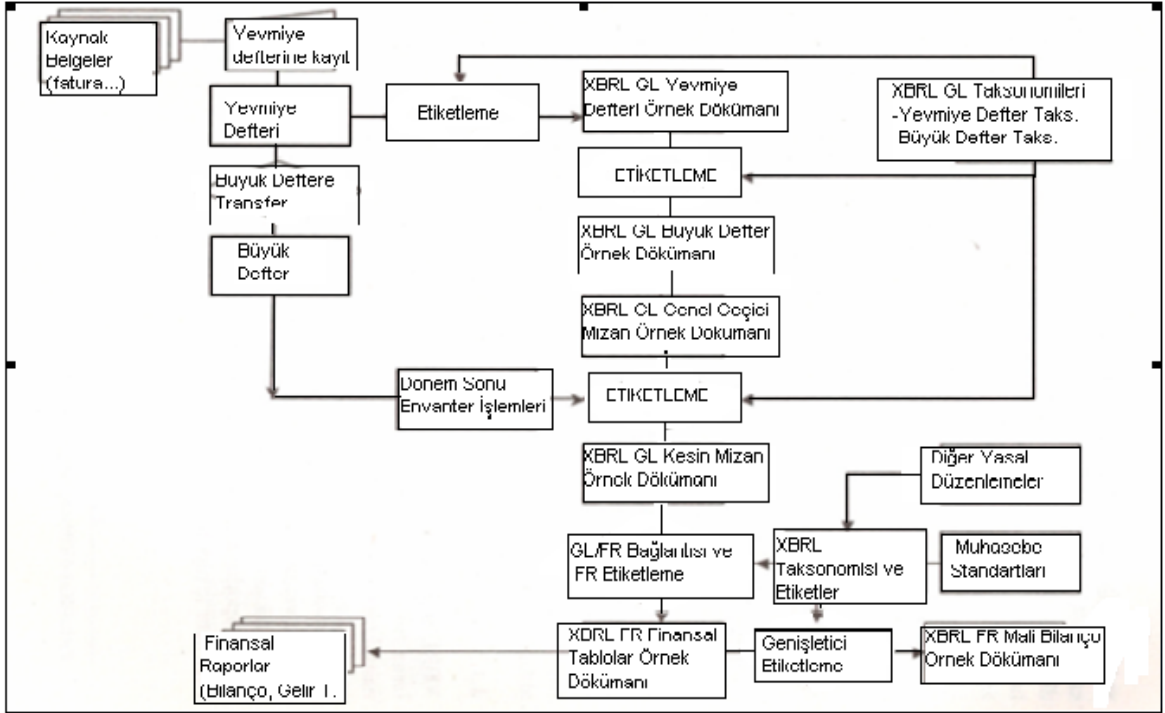 Kaynak
Belgeler
(fatura...)
Yevmiye
defterine kayıt
Yevmiye
Defteri
Etiketleme
XBRL GL Yevmiye
Defteri Örnek Dökümanı
XBRL GL Taksonomileri
-Yevmiye Defter Taks.
Büyük Defter Taks.
ETİKETLEME
Büyük Deftere
Transfer
XBRL GL Büyük Defter
Örnek Dökümanı
Büyük
Defter
XBRL GL Genel Geçici
Mizan Örnek Dokumanı
Dönem Sonu
Envanter İşlemleri
ETİKETLEME
XBRL GL Kesin Mizan
Örnek Dökümanı
Diğer Yasal
Düzenlemeler
GL/FR Bağlantısı ve
FR Etiketleme
XBRL
Taksonomisi ve
Etiketler
Muhasebe
Standartları
Finansal
Raporlar
(Bilanço, Gelir T.
XBRL FR Finansal
Tablolar Örnek
Dökümanı
Genişletici
Etiketleme
XBRL FR Mali Bilanço
Örnek Dökümanı